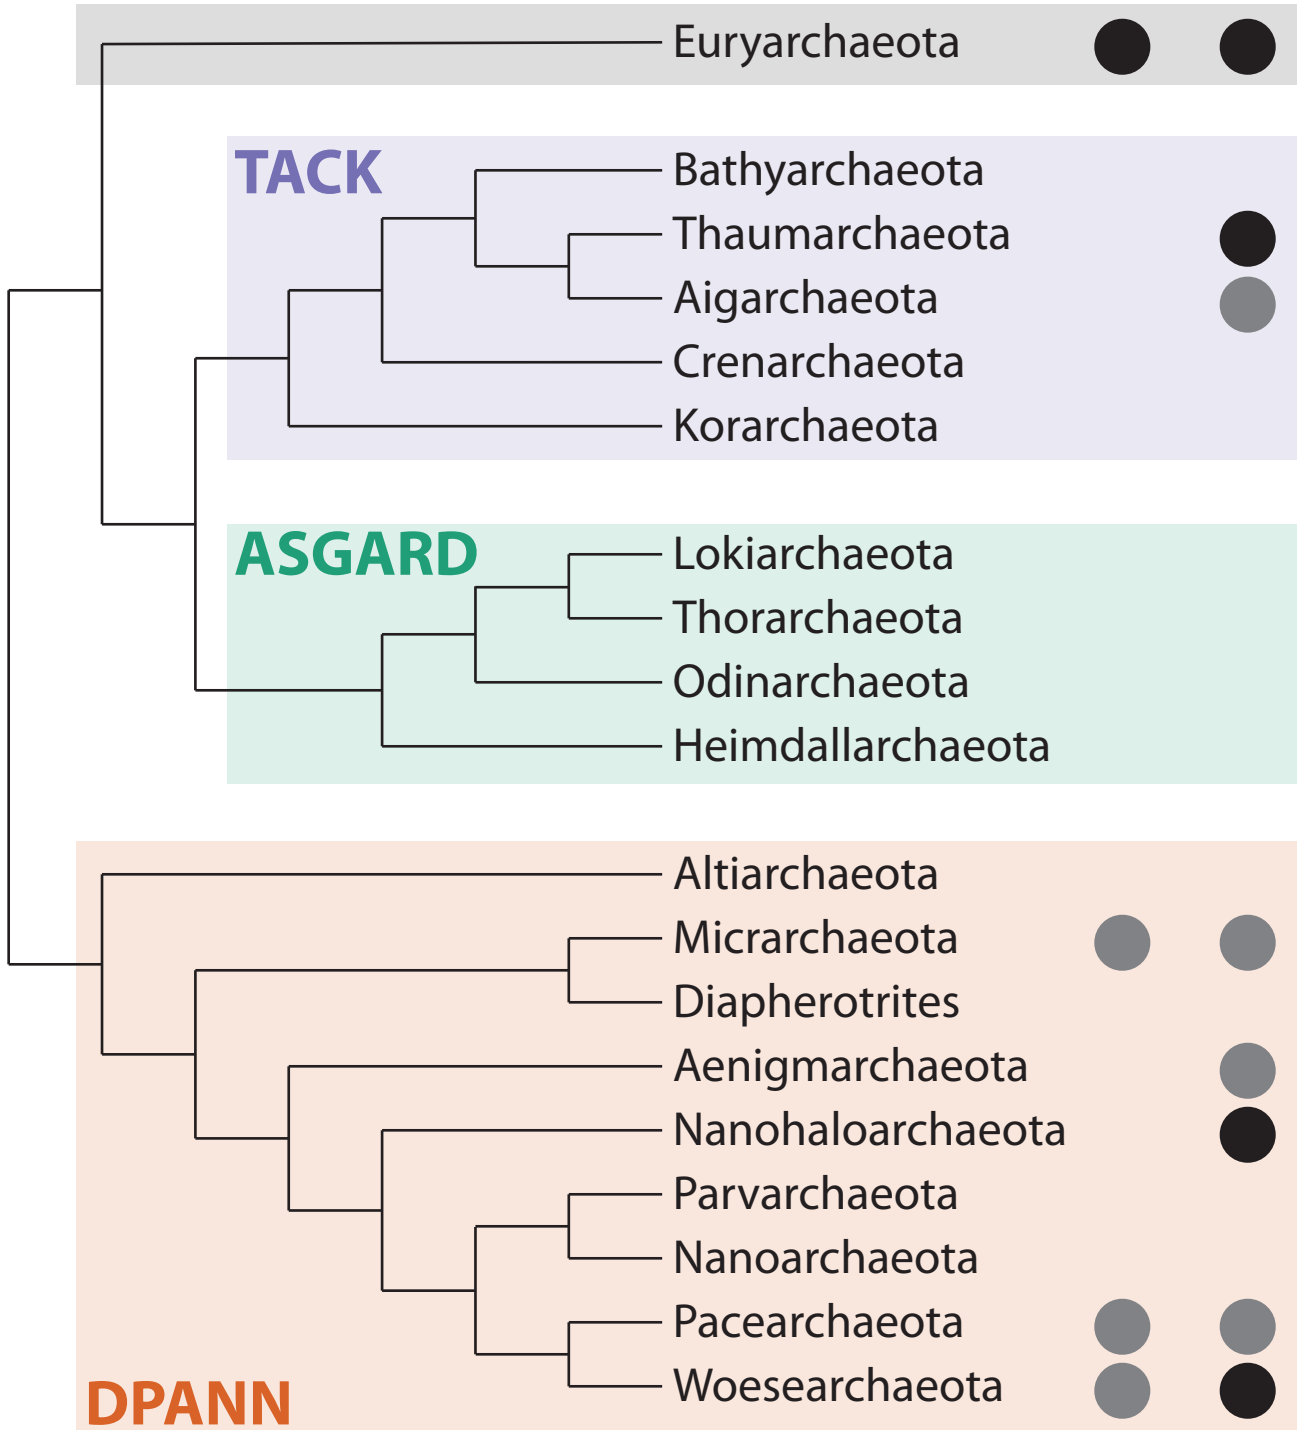 Euryarchaeota
TACK
Bathyarchaeota
Thaumarchaeota
Aigarchaeota
Crenarchaeota
Korarchaeota
ASGARD
Lokiarchaeota
Thorarchaeota
Odinarchaeota
Heimdallarchaeota
Altiarchaeota
Micrarchaeota
Diapherotrites
Aenigmarchaeota
Nanohaloarchaeota
Parvarchaeota
Nanoarchaeota
Pacearchaeota
Woesearchaeota
DPANN